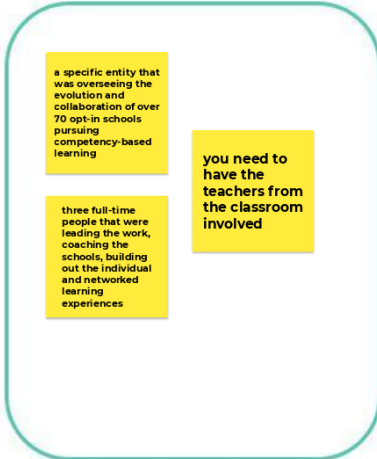 a specific entity that
was overseeing the
evolution and
collaboration of over
70 opt-in schools
pursuing
competency-based
learning
three full-time
people that were
leading the work,
coaching the
schools, building
out the individual
and networked
learning
experiences
you need to
have the
teachers from
the classroom
involved